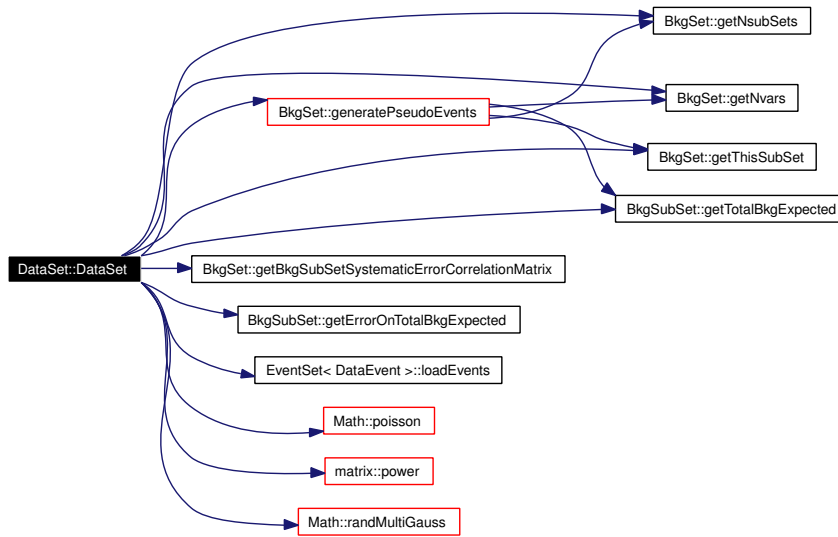 BkgSet::getNsubSets
BkgSet::getNvars
BkgSet::generatePseudoEvents
BkgSet::getThisSubSet
BkgSubSet::getTotalBkgExpected
DataSet::DataSet
BkgSet::getBkgSubSetSystematicErrorCorrelationMatrix
BkgSubSet::getErrorOnTotalBkgExpected
EventSet< DataEvent >::loadEvents
Math::poisson
matrix::power
Math::randMultiGauss